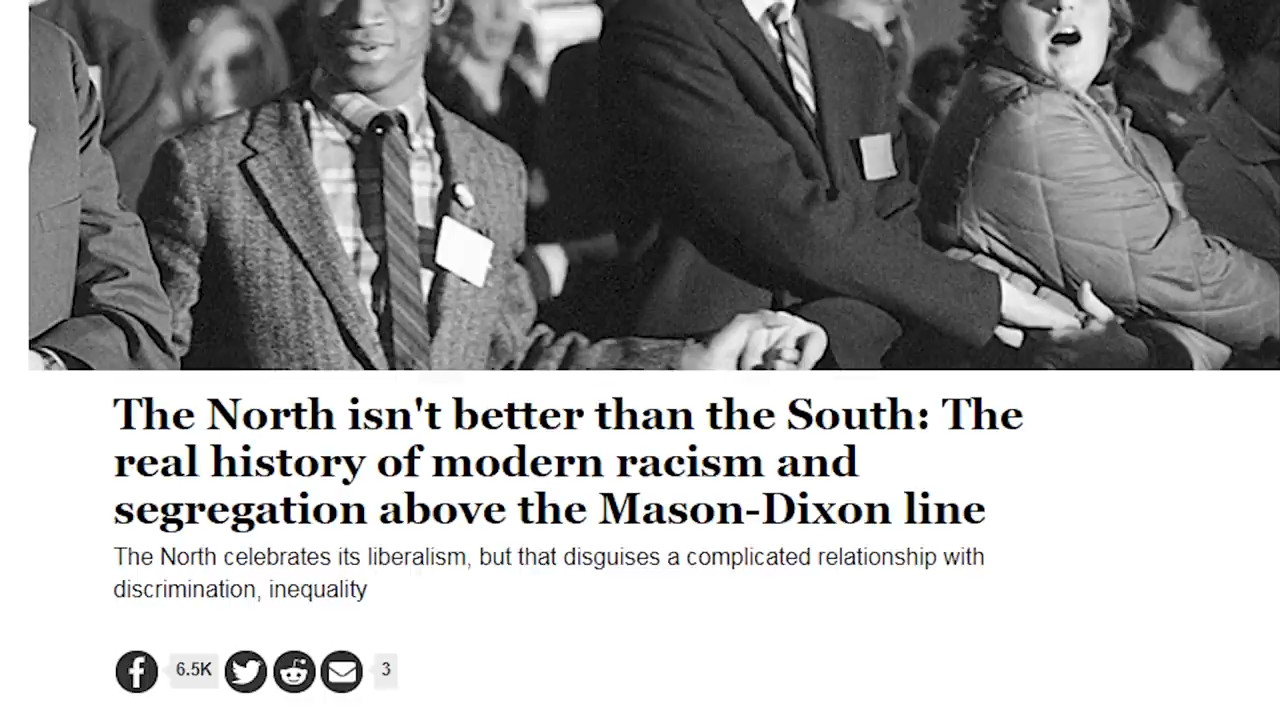 The North isn't better than the South: The
real history of modern racism and
segregation above the Mason-Dixon line
The North celebrates its liberalism, but that disguises a complicated relationship with
discrimination, inequality
6.5K 3